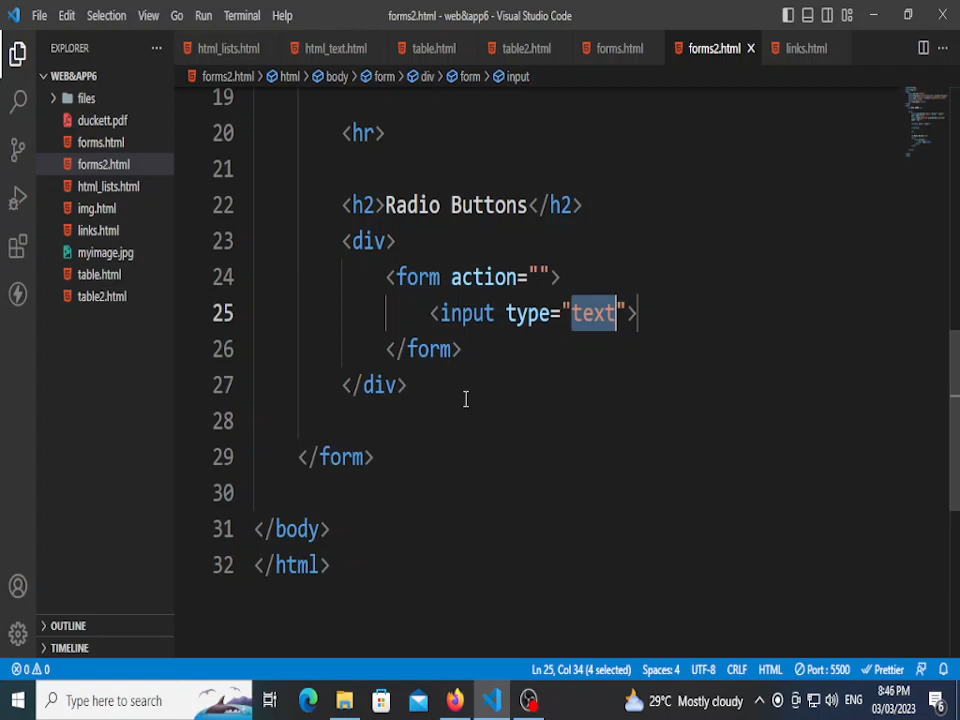 File Edit Selection View Go Run Terminal Help forms2.html - web&app6 - Visual Studio Code
EXPLORER ··· html_lists.html html_text.html table.html table2.html forms.html forms2.html links.html ···
WEB&APP6
forms2.html > html > body > form > div > form > input
files
duckett.pdf
forms.html
forms2.html
html_lists.html
img.html
links.html
myimage.jpg
table.html
table2.html
OUTLINE
TIMELINE
19
20 <hr>
21
22 <h2>Radio Buttons</h2>
23 <div>
24 <form action="">
25 <input type="text">
26 </form>
27 </div>
28
29 </form>
30
31 </body>
32 </html>
0 0 Ln 25, Col 34 (4 selected) Spaces: 4 UTF-8 CRLF HTML Port : 5500 Prettier
Type here to search 29°C Mostly cloudy ENG 8:46 PM
03/03/2023 6